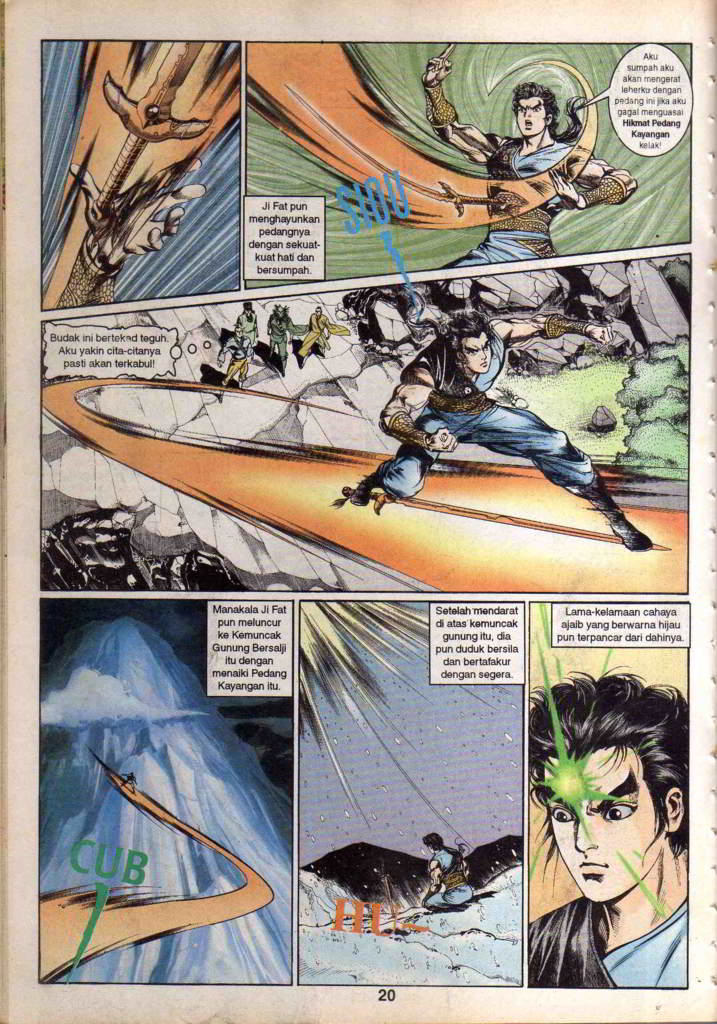 Aku
sumpah aku
akan mengerat
leherku dengan
pedang ini jika aku
gagal menguasai
Hikmat Pedang
Kayangan
kelak!
Ji Fat pun
menghayunkan
pedangnya
dengan sekuat-
kuat hati dan
bersumpah.
SIOU
Budak ini bertekad teguh.
Aku yakin cita-citanya
pasti akan terkabul!
Manakala Ji Fat
pun meluncur
ke Kemuncak
Gunung Bersalji
itu dengan
menaiki Pedang
Kayangan itu.
CUB
Setelah mendarat
di atas kemuncak
gunung itu, dia
pun duduk bersila
dan bertafakur
dengan segera.
HU~
Lama-kelamaan cahaya
ajaib yang berwarna hijau
pun terpancar dari dahinya.
20